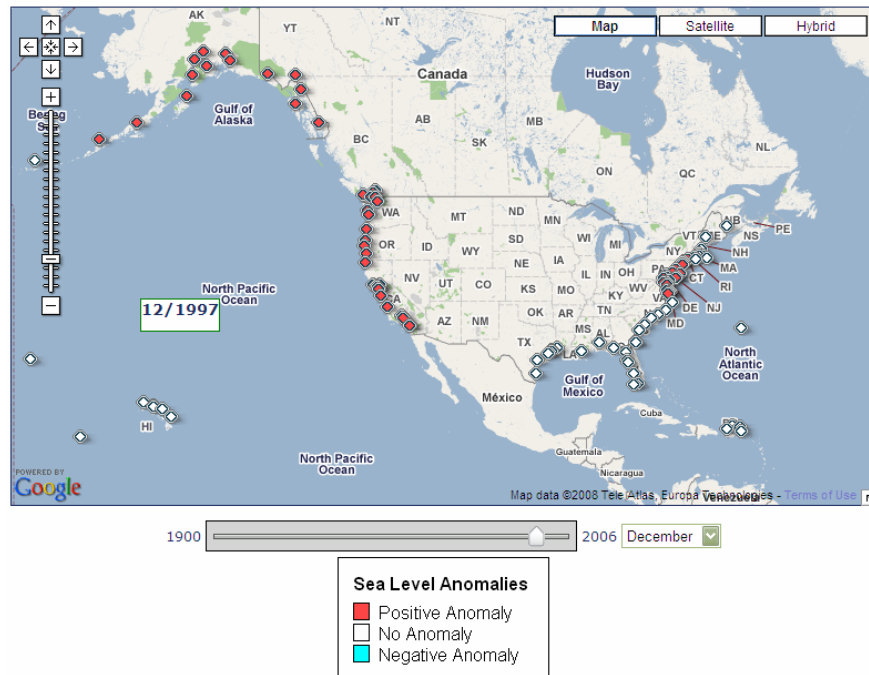 AK
YT
NT
Map
Satellite
Hybrid
Canada
Hudson
Bay
Gulf of
Alaska
BC
AB
SK
MB
NL
ON
QC
NB
PE
NS
WA
MT
ND
MN
VT
ME
NH
OR
ID
WY
SD
WI
MI
NY
MA
NE
IA
PA
CT
RI
NV
UT
CO
IL
IN
OH
NJ
North Pacific
Ocean
CA
KS
MO
WV
VA
DE
KY
MD
12/1997
AZ
NM
OK
AR
TN
NC
MS
AL
TX
LA
North
Atlantic
Ocean
Gulf of
Mexico
México
HI
Cuba
North Pacific
Ocean
Guatemala
Nicaragua
POWERED BY
Google
Map data ©2008 Tele Atlas, Europa Technologies - Terms of Use
Venezuela
1900
2006
December
Sea Level Anomalies
Positive Anomaly
No Anomaly
Negative Anomaly